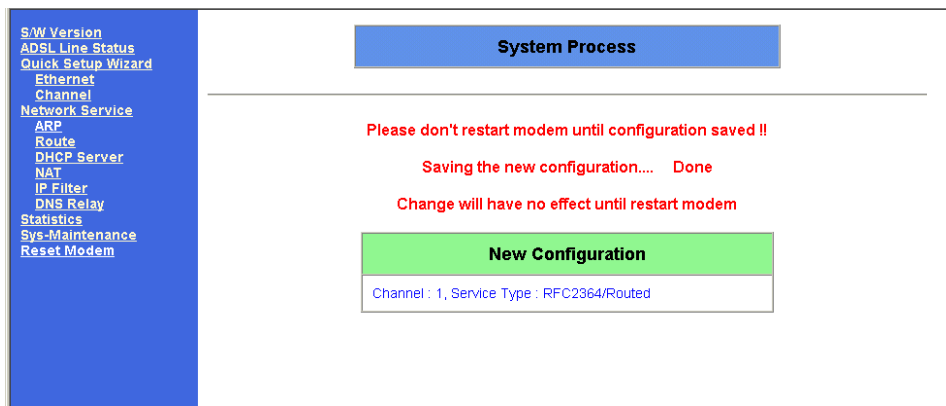 S/W Version
ADSL Line Status
Quick Setup Wizard
Ethernet
Channel
Network Service
ARP
Route
DHCP Server
NAT
IP Filter
DNS Relay
Statistics
Sys-Maintenance
Reset Modem
System Process
Please don't restart modem until configuration saved !!
Saving the new configuration.... Done
Change will have no effect until restart modem
New Configuration
Channel : 1, Service Type : RFC2364/Routed